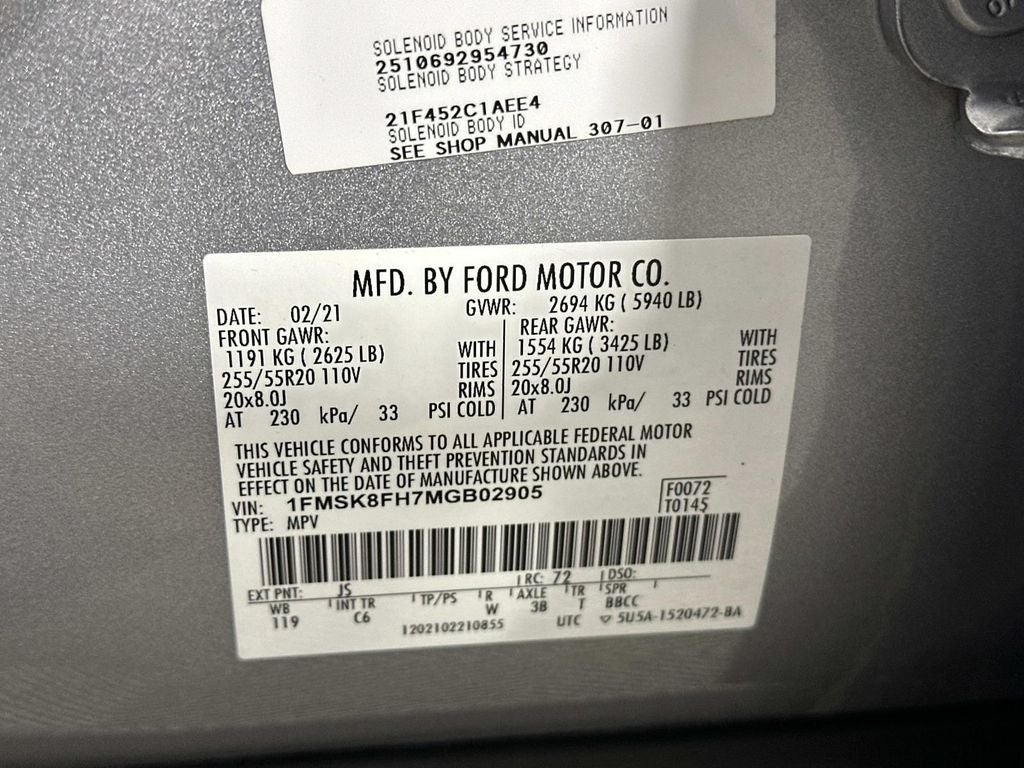 SOLENOID BODY SERVICE INFORMATION
2510692954730
SOLENOID BODY STRATEGY
21F452C1AEE4
SOLENOID BODY ID
SEE SHOP MANUAL 307-01
MFD. BY FORD MOTOR CO.
DATE: 02/21 GVWR: 2694 KG ( 5940 LB)
FRONT GAWR: REAR GAWR:
1191 KG ( 2625 LB) WITH 1554 KG ( 3425 LB) WITH
255/55R20 110V TIRES 255/55R20 110V TIRES
20x8.0J RIMS 20x8.0J RIMS
AT 230 kPa/ 33 PSI COLD AT 230 kPa/ 33 PSI COLD
THIS VEHICLE CONFORMS TO ALL APPLICABLE FEDERAL MOTOR
VEHICLE SAFETY AND THEFT PREVENTION STANDARDS IN
EFFECT ON THE DATE OF MANUFACTURE SHOWN ABOVE.
VIN: 1FMSK8FH7MGB02905 F0072
TYPE: MPV T0145
EXT PNT: JS RC: 72 DSO:
WB INT TR TP/PS R AXLE TR SPR
119 C6 W 3B T BBCC
1202102210855 UTC ▽ 5U5A-1520472-BA